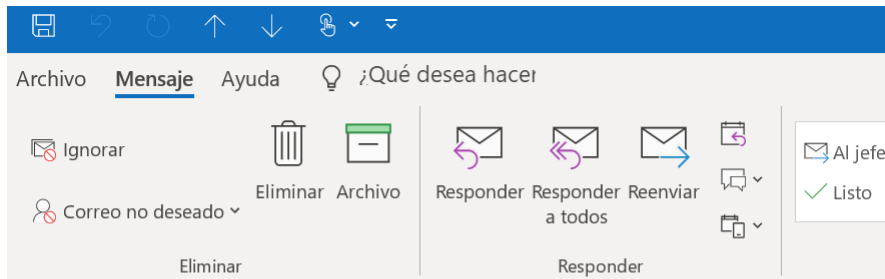 Archivo Mensaje Ayuda ¿Qué desea hacer
Ignorar
Correo no deseado
Eliminar Archivo
Eliminar
Responder Responder a todos Reenviar
Responder
Al jefe
Listo